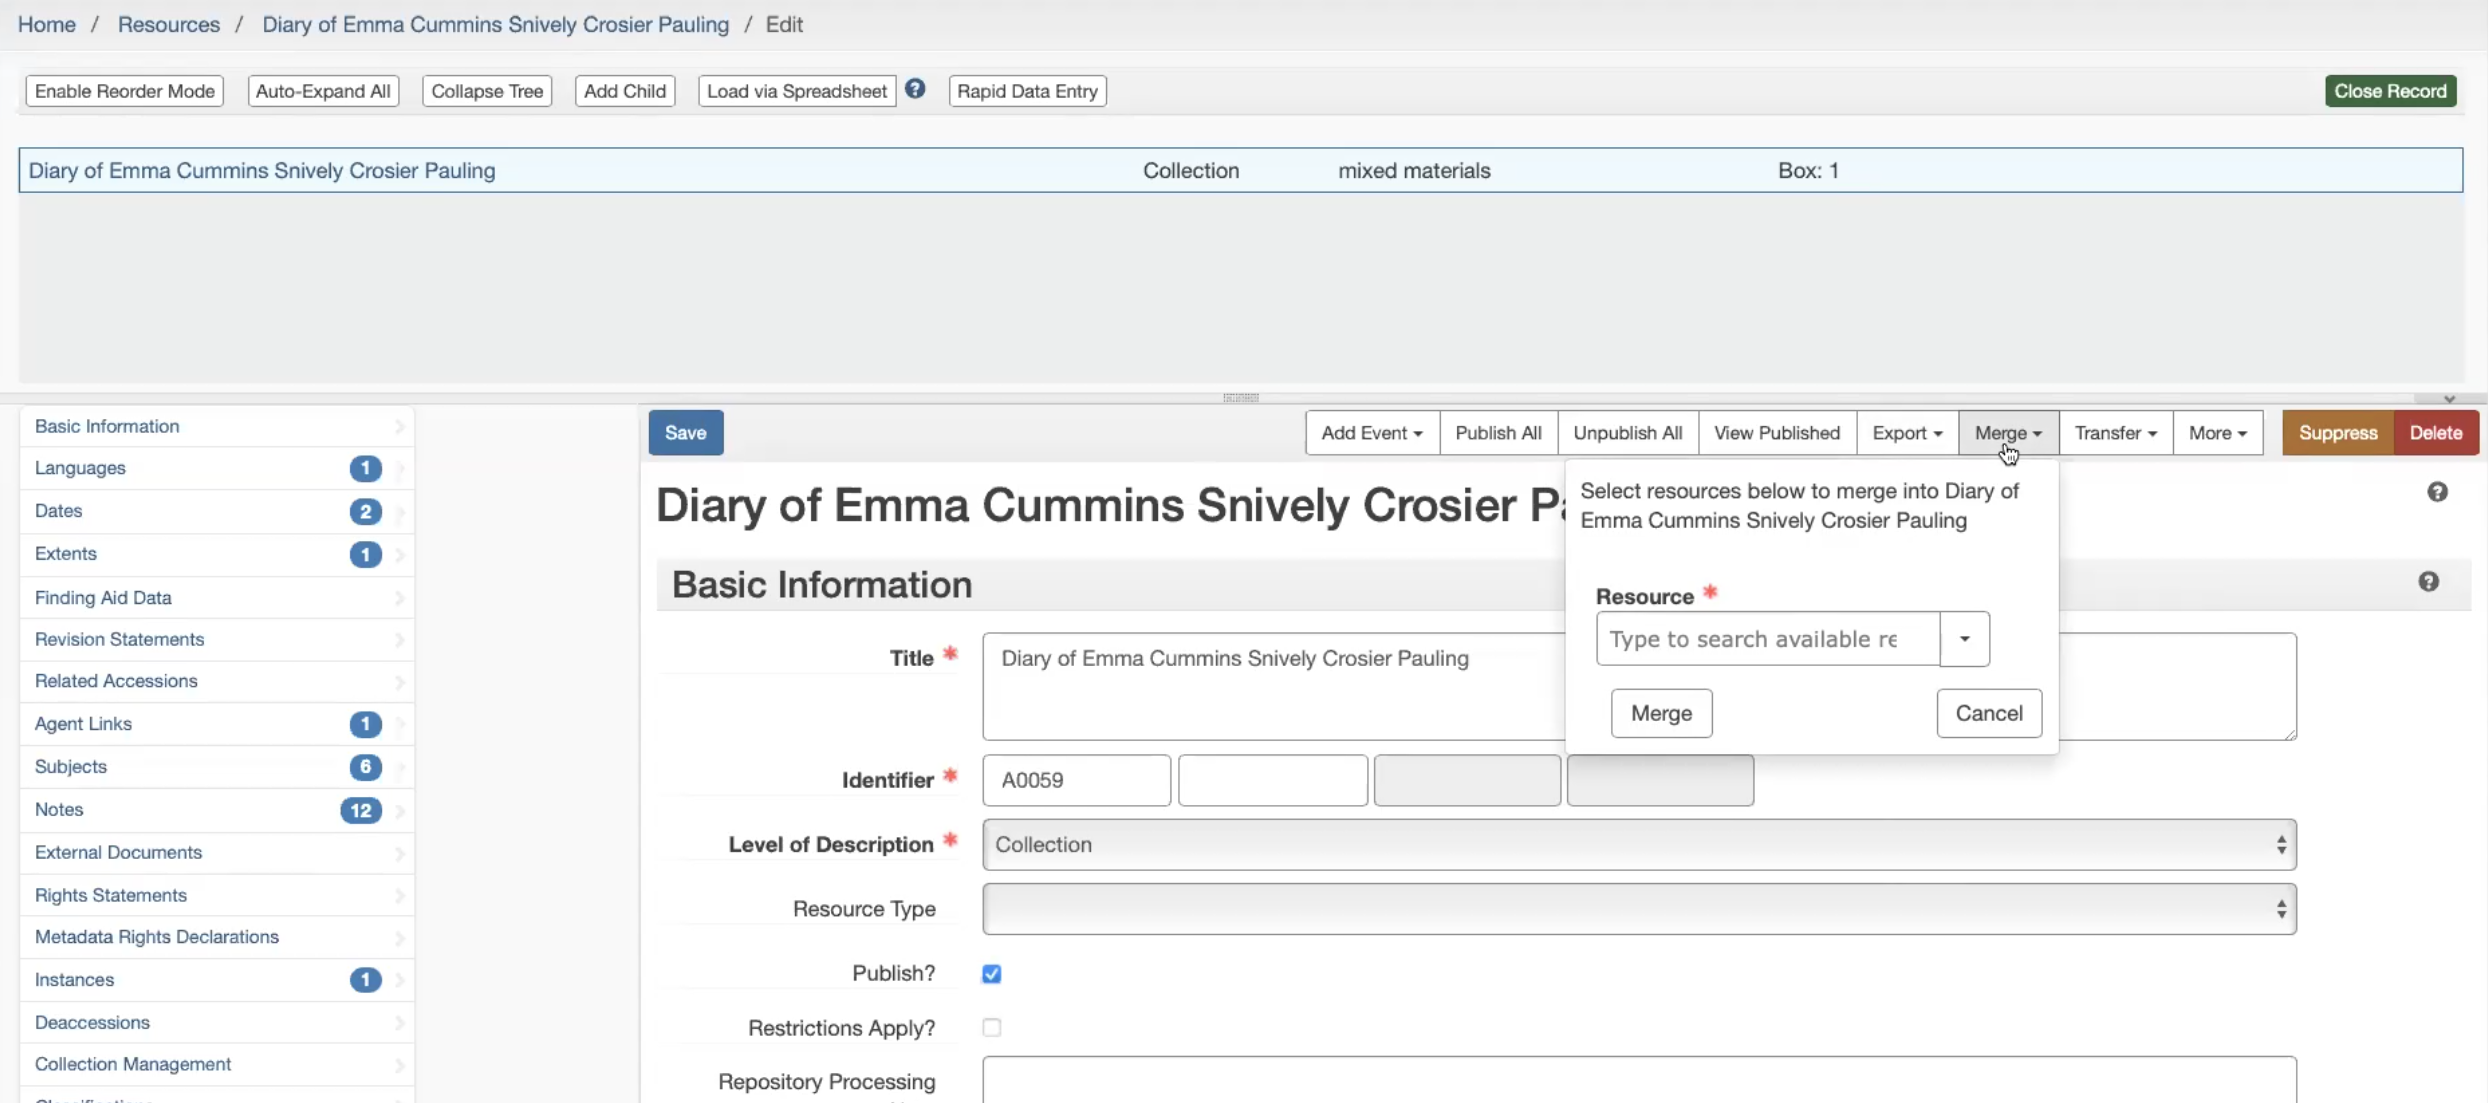 Home / Resources / Diary of Emma Cummins Snively Crosier Pauling / Edit
Enable Reorder Mode Auto-Expand All Collapse Tree Add Child Load via Spreadsheet ? Rapid Data Entry Close Record
Diary of Emma Cummins Snively Crosier Pauling Collection mixed materials Box: 1
Basic Information
Languages 1
Dates 2
Extents 1
Finding Aid Data
Revision Statements
Related Accessions
Agent Links 1
Subjects 6
Notes 12
External Documents
Rights Statements
Metadata Rights Declarations
Instances 1
Deaccessions
Collection Management
Save Add Event Publish All Unpublish All View Published Export Merge Transfer More Suppress Delete
Diary of Emma Cummins Snively Crosier
?
Select resources below to merge into Diary of
Emma Cummins Snively Crosier Pauling
Resource *
Type to search available re
Merge Cancel
Basic Information
?
Title * Diary of Emma Cummins Snively Crosier Pauling
Identifier * A0059
Level of Description * Collection
Resource Type
Publish?
Restrictions Apply?
Repository Processing